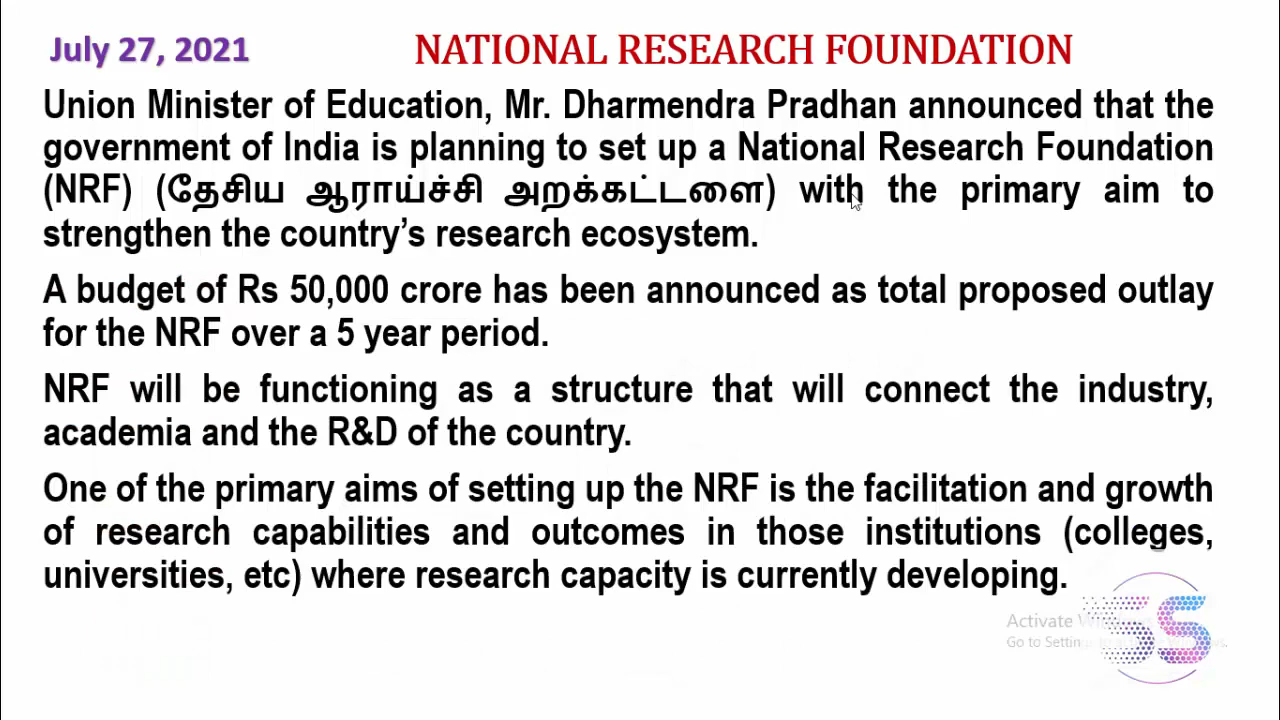 July 27, 2021 NATIONAL RESEARCH FOUNDATION
Union Minister of Education, Mr. Dharmendra Pradhan announced that the
government of India is planning to set up a National Research Foundation
(NRF) (தேசிய ஆராய்ச்சி அறக்கட்டளை) with the primary aim to
strengthen the country’s research ecosystem.
A budget of Rs 50,000 crore has been announced as total proposed outlay
for the NRF over a 5 year period.
NRF will be functioning as a structure that will connect the industry,
academia and the R&D of the country.
One of the primary aims of setting up the NRF is the facilitation and growth
of research capabilities and outcomes in those institutions (colleges,
universities, etc) where research capacity is currently developing.
Activate
Go to
SS